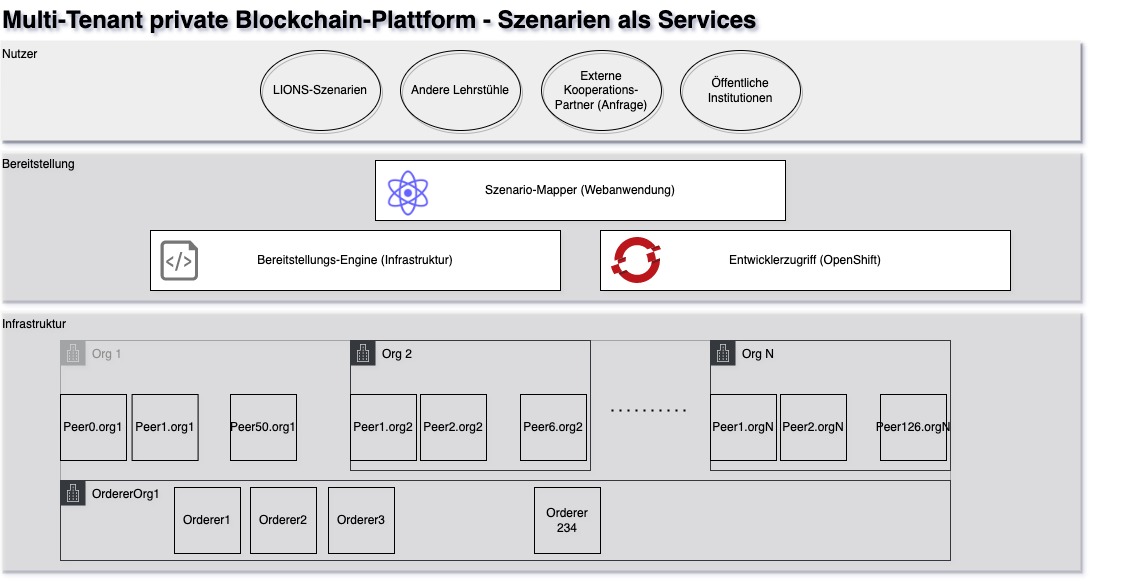 Multi-Tenant private Blockchain-Plattform - Szenarien als Services
Nutzer
LIONS-Szenarien
Andere Lehrstühle
Externe
Kooperations-
Partner (Anfrage)
Öffentliche
Institutionen
Bereitstellung
Szenario-Mapper (Webanwendung)
</>
Bereitstellungs-Engine (Infrastruktur)
Entwicklerzugriff (OpenShift)
Infrastruktur
Org 1
Org 2
Org N
Peer0.org1
Peer1.org1
Peer50.org1
Peer1.org2
Peer2.org2
Peer6.org2
..........
Peer1.orgN
Peer2.orgN
Peer126.orgN
OrdererOrg1
Orderer1
Orderer2
Orderer3
Orderer
234